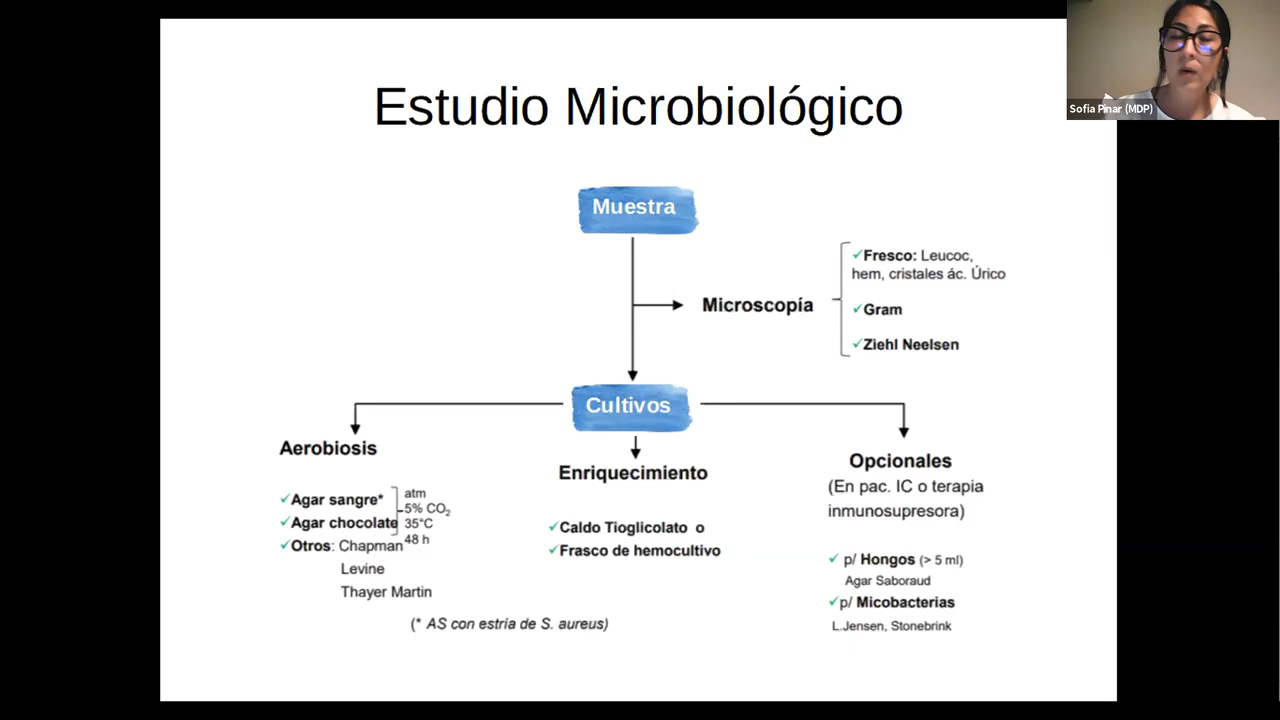 Estudio Microbiológico
Sofia Pinar (MDP)
Muestra
Microscopía
✓Fresco: Leucoc,
hem, cristales ác. Úrico
✓Gram
✓Ziehl Neelsen
Cultivos
Aerobiosis
✓Agar sangre*
✓Agar chocolate
✓Otros: Chapman
Levine
Thayer Martin
atm
5% CO₂
35°C
48 h
(* AS con estría de S. aureus)
Enriquecimiento
✓Caldo Tioglicolato o
✓Frasco de hemocultivo
Opcionales
(En pac. IC o terapia
inmunosupresora)
✓ p/ Hongos (> 5 ml)
Agar Saboraud
✓p/ Micobacterias
L.Jensen, Stonebrink